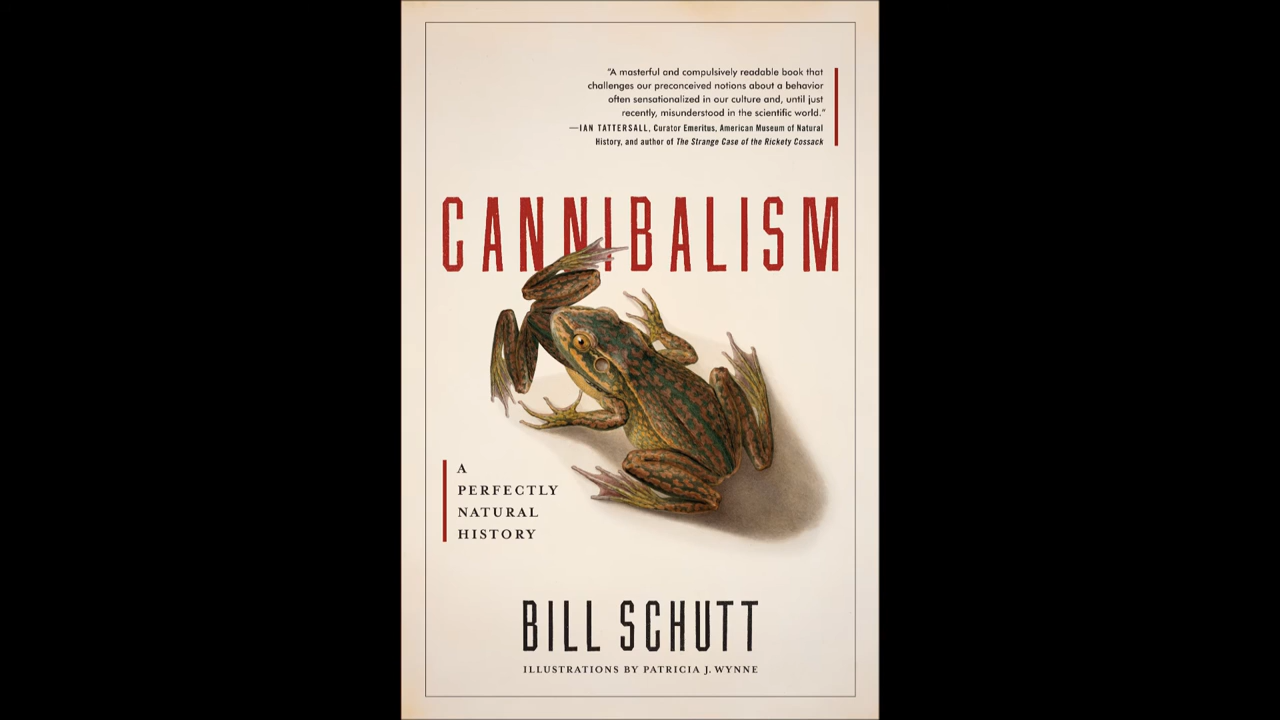 “A masterful and compulsively readable book that
challenges our preconceived notions about a behavior
often sensationalized in our culture and, until just
recently, misunderstood in the scientific world.”
—IAN TATTERSALL, Curator Emeritus, American Museum of Natural
History, and author of The Strange Case of the Rickety Cossack
CANNIBALISM
A
PERFECTLY
NATURAL
HISTORY
BILL SCHUTT
ILLUSTRATIONS BY PATRICIA J. WYNNE